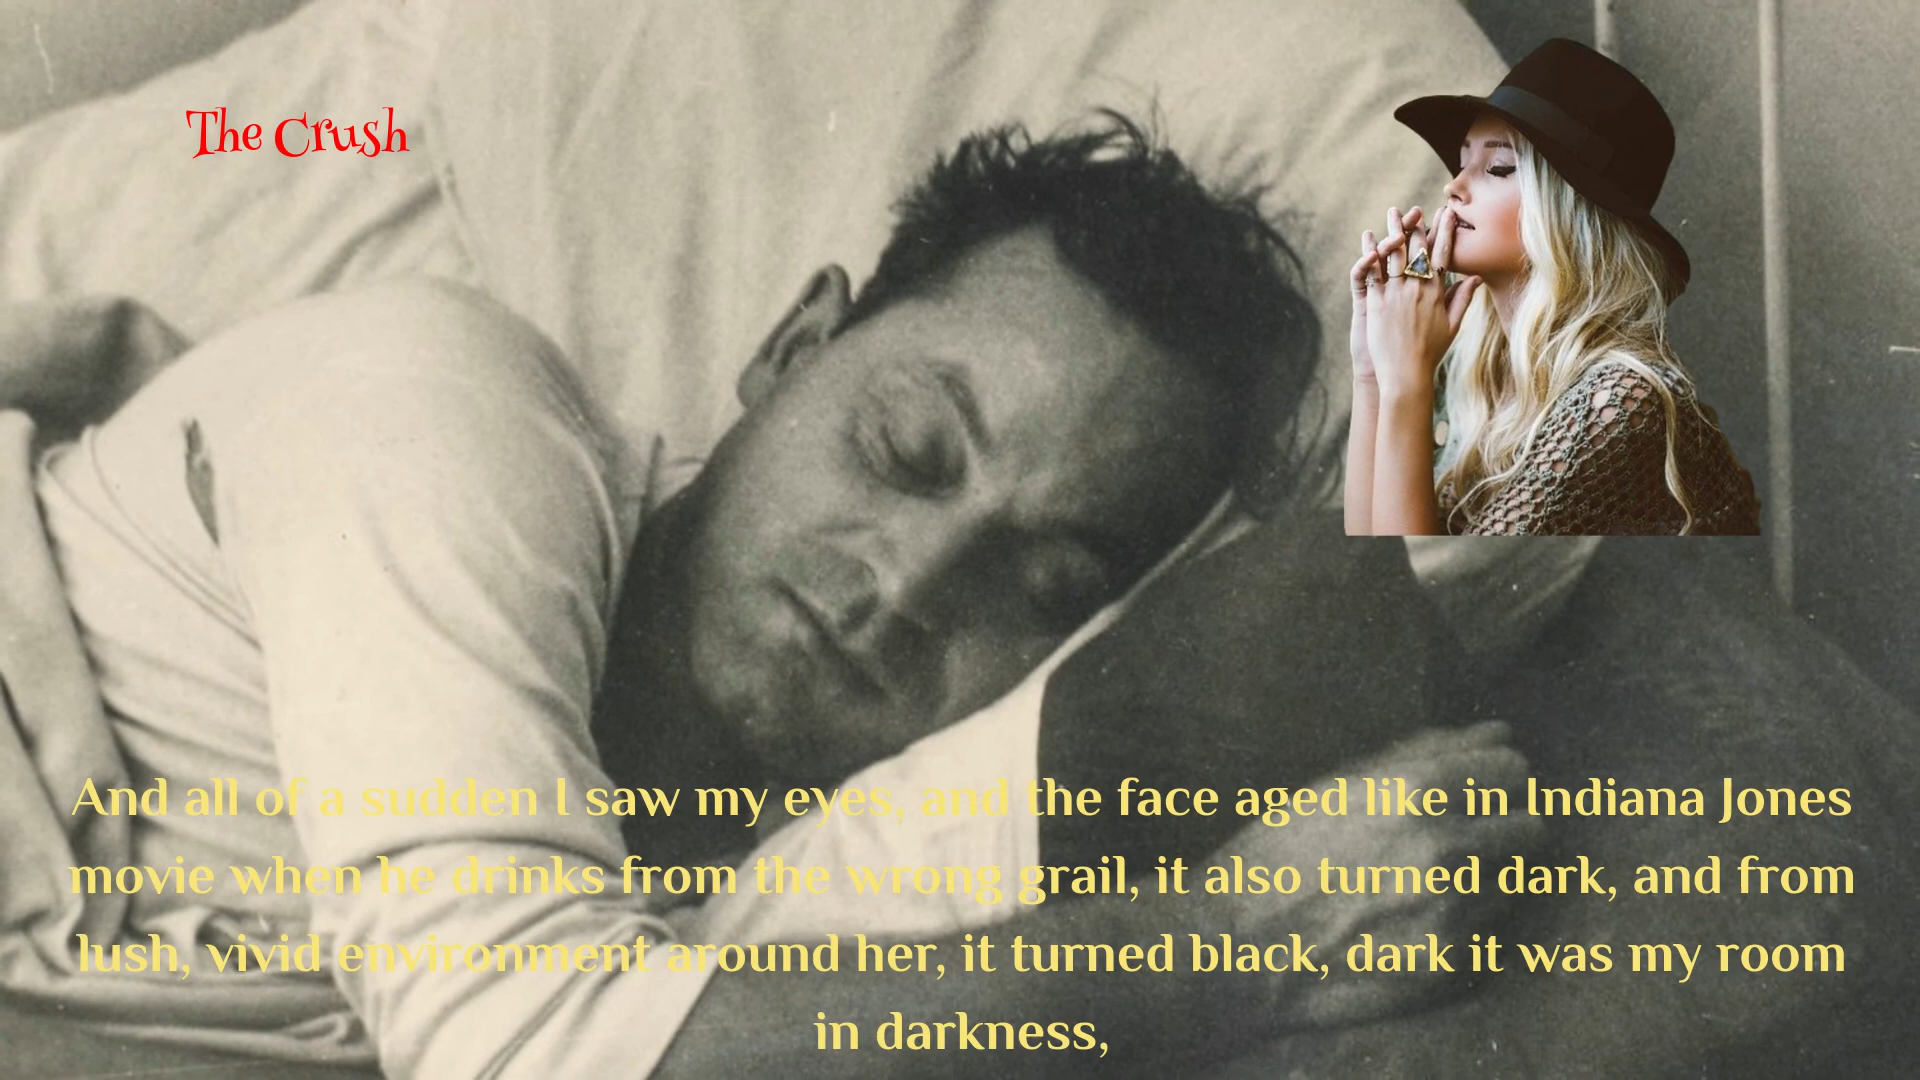 The Crush
And all of a sudden I saw my eyes, and the face aged like in Indiana Jones
movie when he drinks from the wrong grail, it also turned dark, and from
lush, vivid environment around her, it turned black, dark it was my room
in darkness,